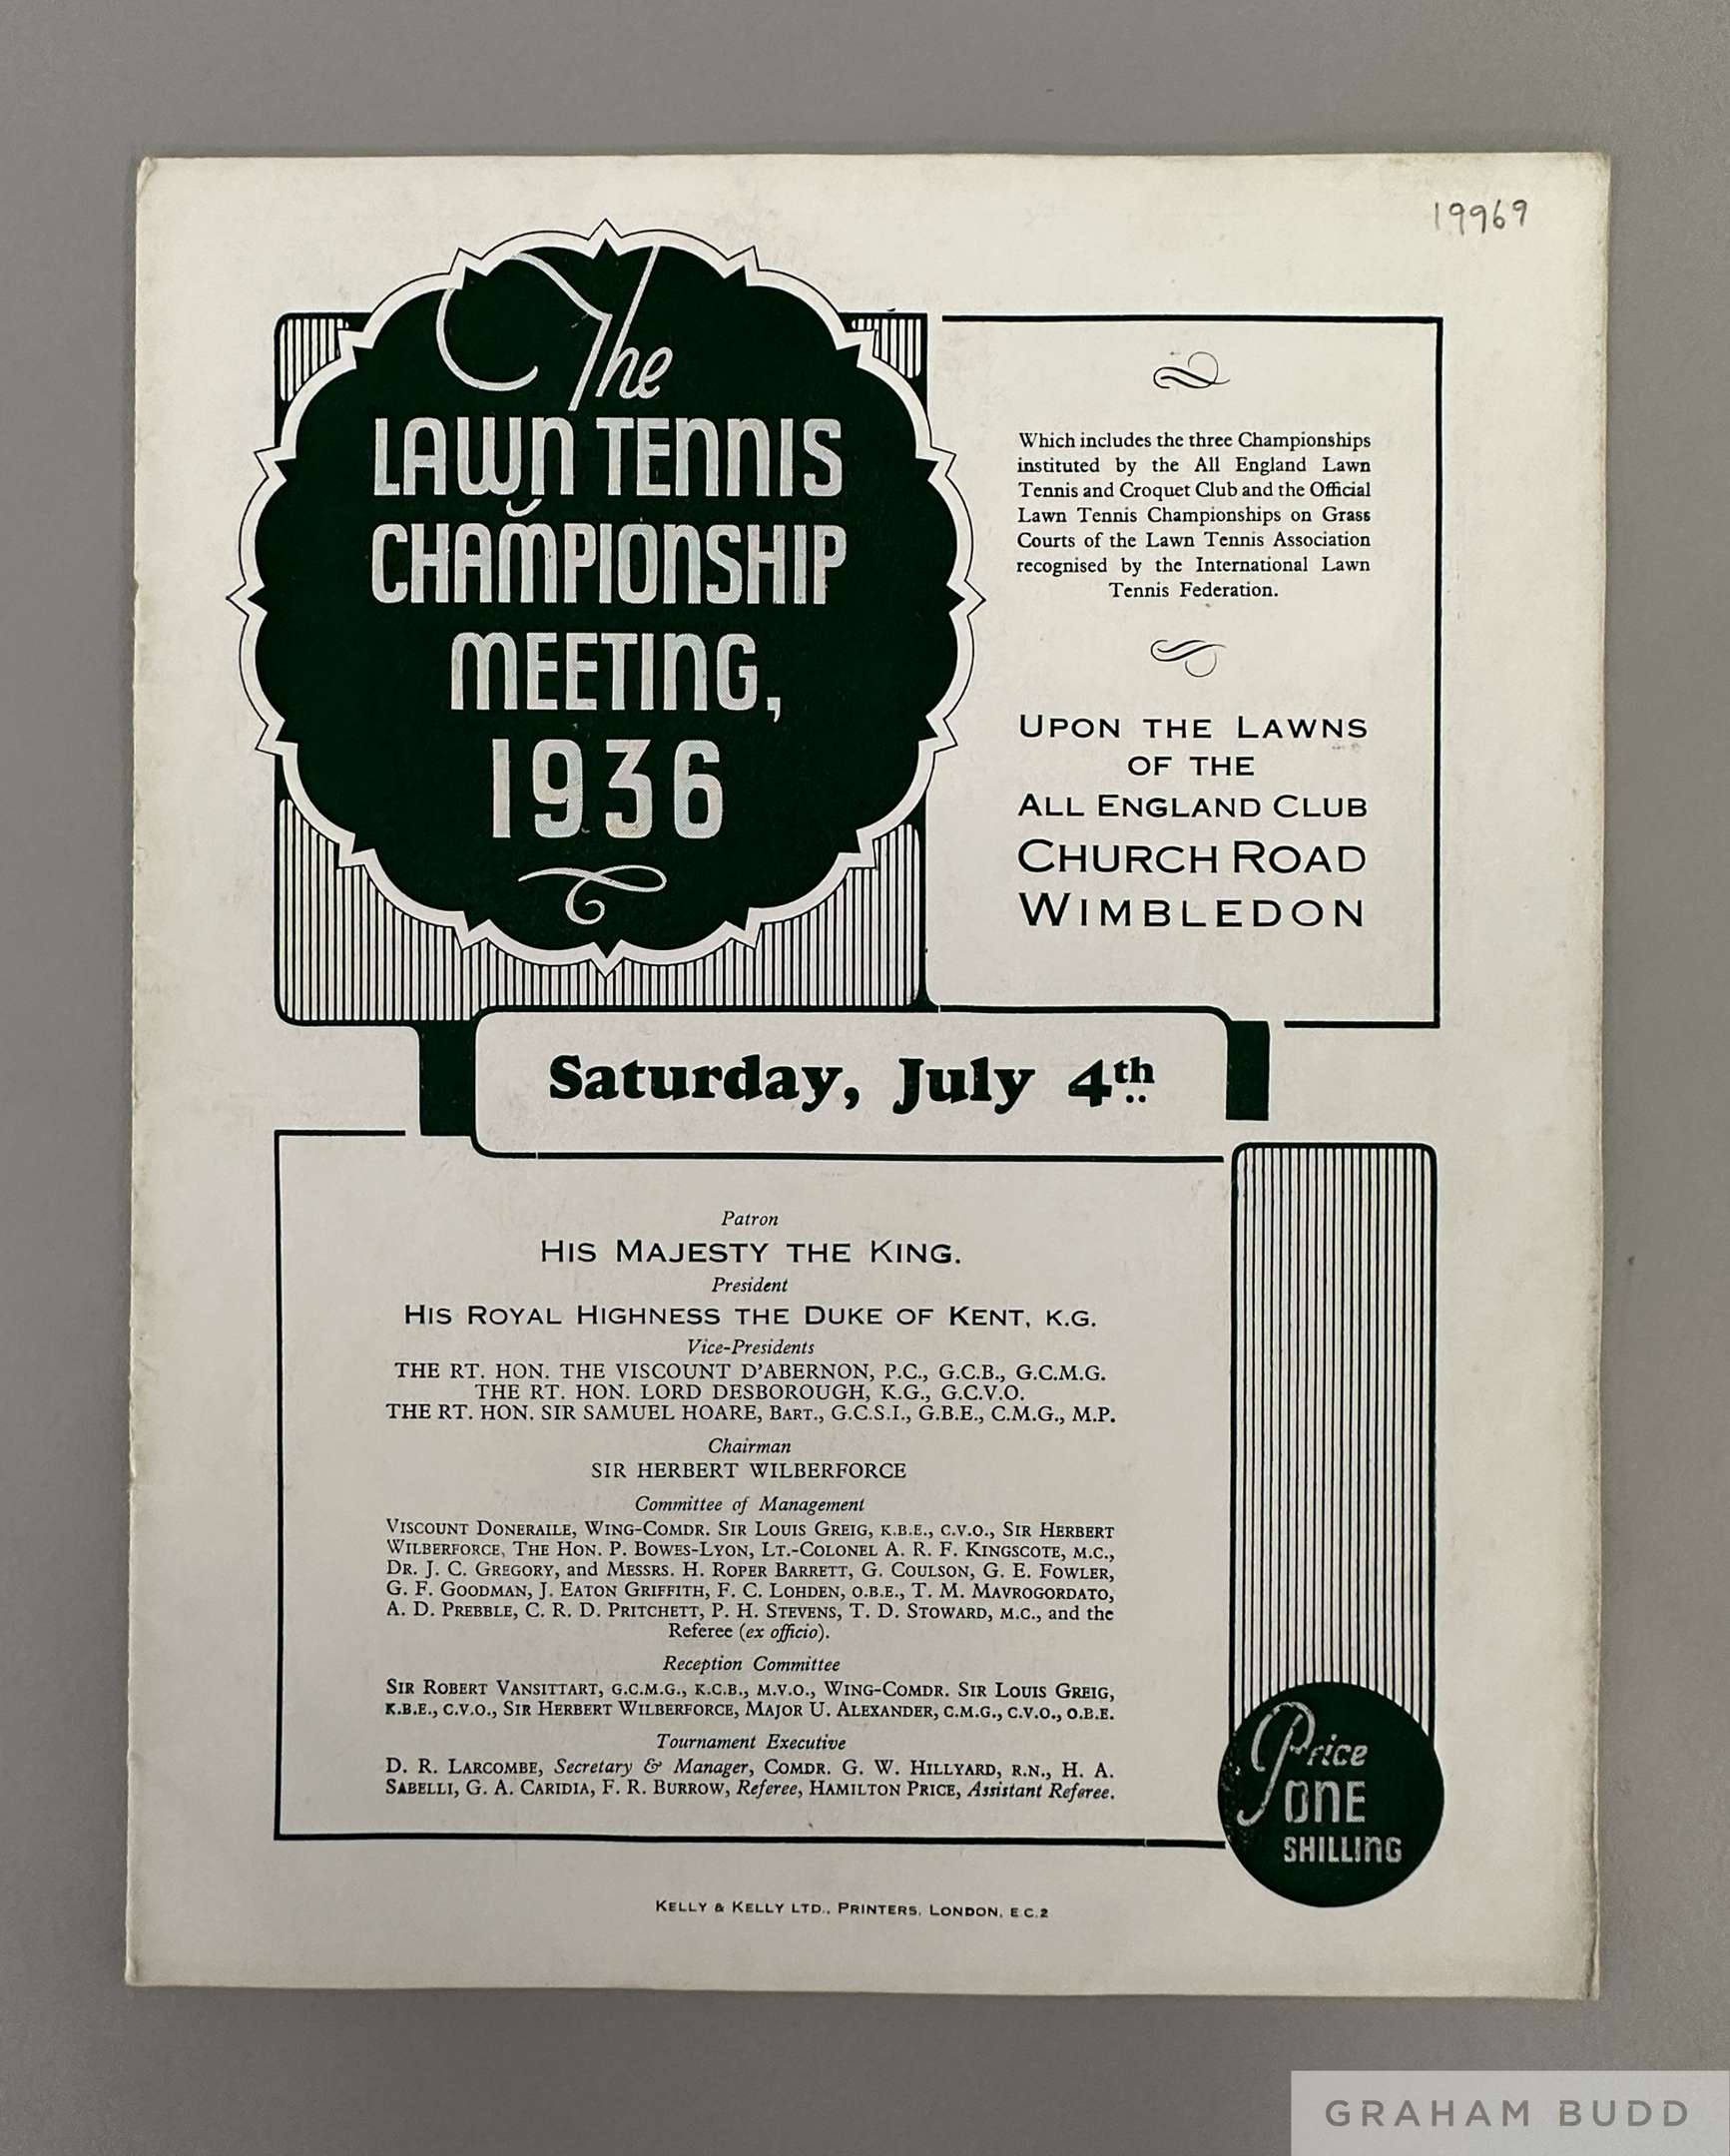 19969
The
LAWN TENNIS
CHAMPIONSHIP
MEETING,
1936
Which includes the three Championships
instituted by the All England Lawn
Tennis and Croquet Club and the Official
Lawn Tennis Championships on Grass
Courts of the Lawn Tennis Association
recognised by the International Lawn
Tennis Federation.
UPON THE LAWNS
OF THE
ALL ENGLAND CLUB
CHURCH ROAD
WIMBLEDON
Saturday, July 4th
Patron
HIS MAJESTY THE KING.
President
HIS ROYAL HIGHNESS THE DUKE OF KENT, K.G.
Vice-Presidents
THE RT. HON. THE VISCOUNT D'ABERNON, P.C., G.C.B., G.C.M.G.
THE RT. HON. LORD DESBOROUGH, K.G., G.C.V.O.
THE RT. HON. SIR SAMUEL HOARE, BART., G.C.S.I., G.B.E., C.M.G., M.P.
Chairman
SIR HERBERT WILBERFORCE
Committee of Management
VISCOUNT DONERAILE, WING-COMDR. SIR LOUIS GREIG, K.B.E., C.V.O., SIR HERBERT
WILBERFORCE, THE HON. P. BOWES-LYON, LT.-COLONEL A. R. F. KINGSCOTE, M.C.,
DR. J. C. GREGORY, and MESSRS. H. ROPER BARRETT, G. COULSON, G. E. FOWLER,
G. F. GOODMAN, J. EATON GRIFFITH, F. C. LOHDEN, O.B.E., T. M. MAVROGORDATO,
A. D. PREBBLE, C. R. D. PRITCHETT, P. H. STEVENS, T. D. STOWARD, M.C., and the
Referee (ex officio).
Reception Committee
SIR ROBERT VANSITTART, G.C.M.G., K.C.B., M.V.O., WING-COMDR. SIR LOUIS GREIG,
K.B.E., C.V.O., SIR HERBERT WILBERFORCE, MAJOR U. ALEXANDER, C.M.G., C.V.O., O.B.E.
Tournament Executive
D. R. LARCOMBE, Secretary & Manager, COMDR. G. W. HILLYARD, R.N., H. A.
SABELLI, G. A. CARIDIA, F. R. BURROW, Referee, HAMILTON PRICE, Assistant Referee.
Price
ONE
SHILLING
KELLY & KELLY LTD., PRINTERS, LONDON, E.C.2
GRAHAM BUDD